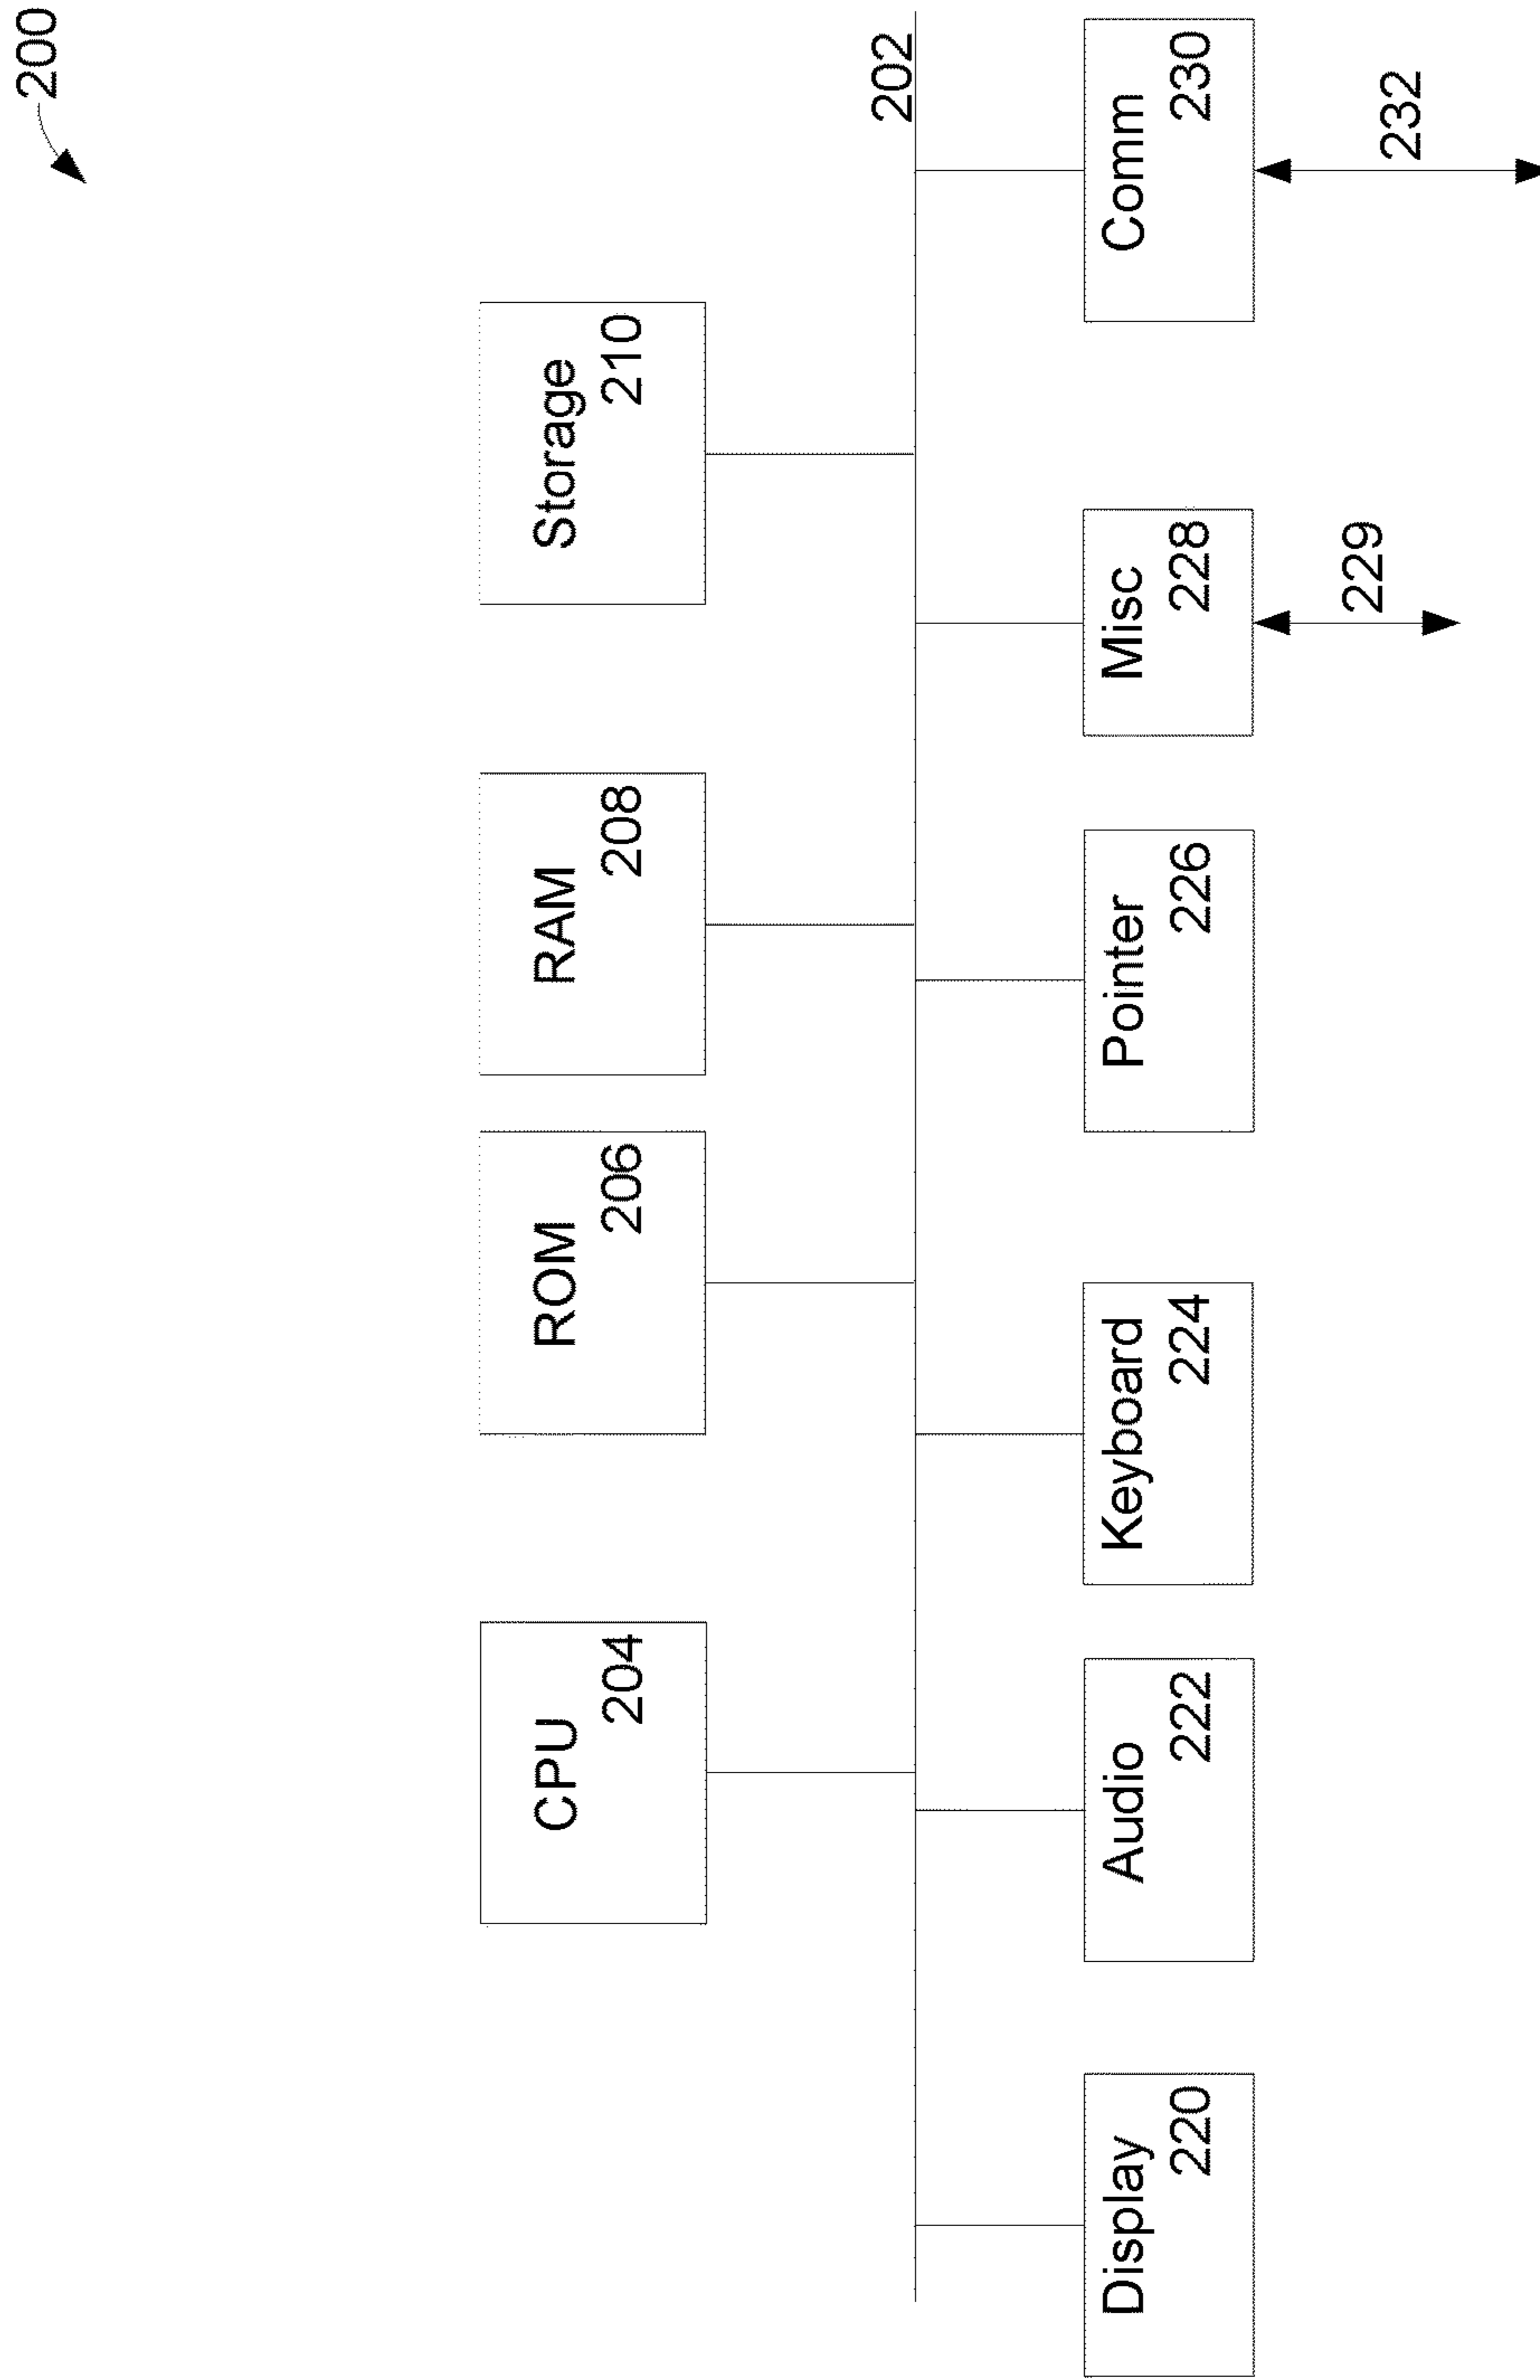 200
CPU
204
ROM
206
RAM
208
Storage
210
202
Display
220
Audio
222
Keyboard
224
Pointer
226
Misc
228
Comm
230
229
232